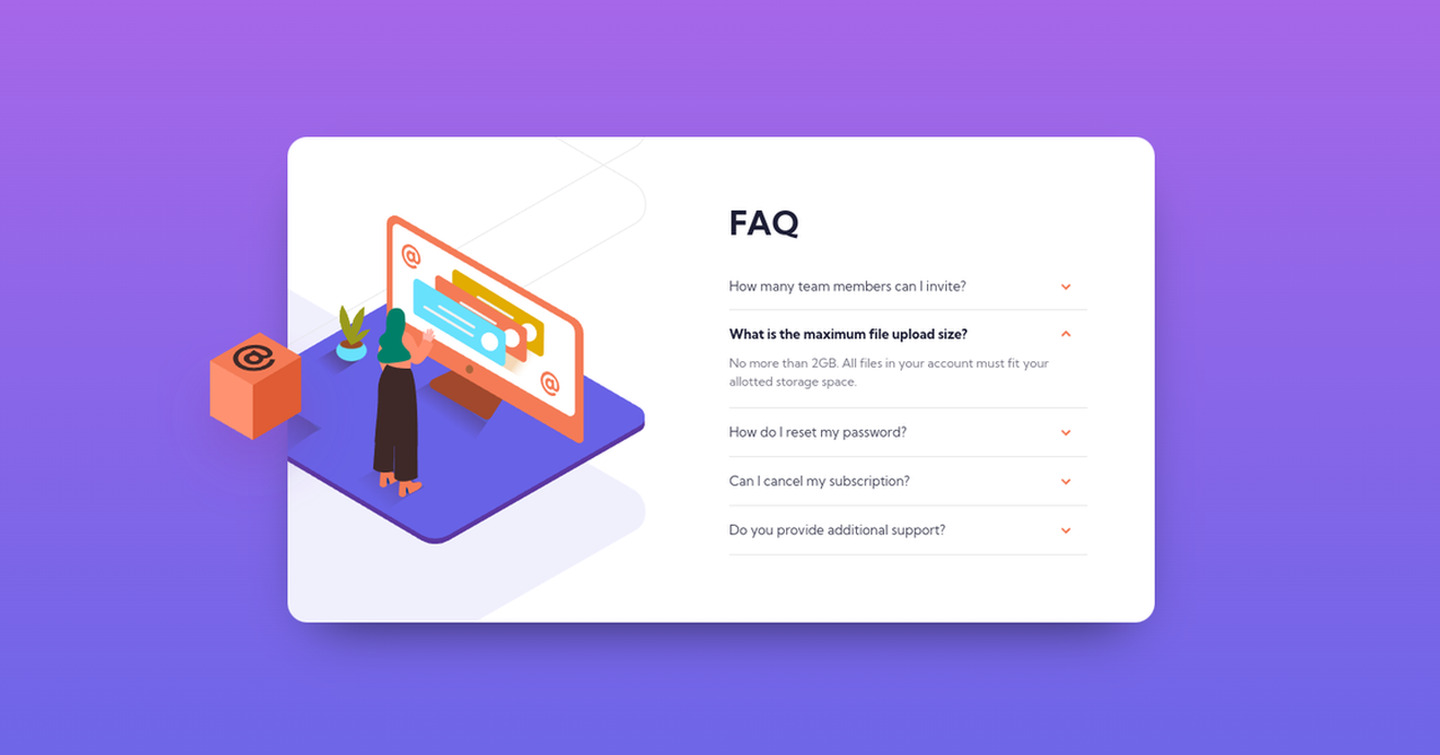 FAQ
How many team members can I invite?
What is the maximum file upload size?
No more than 2GB. All files in your account must fit your
allotted storage space.
How do I reset my password?
Can I cancel my subscription?
Do you provide additional support?
@
@
@